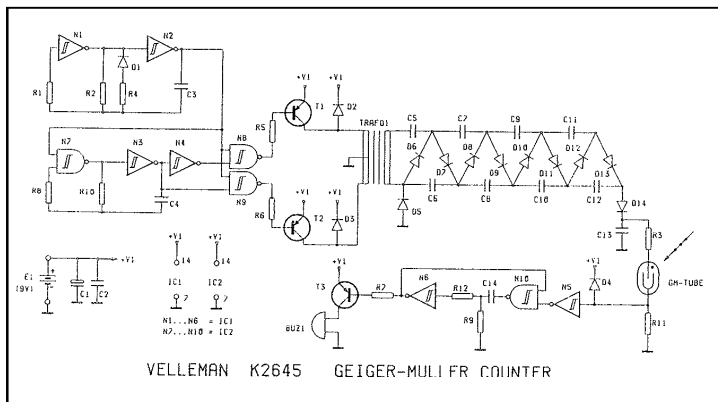 N1
N2
D1
R1
R2
R4
C3
+V1
+V1
T1
D2
R5
N7
N3
N4
N8
TRAFO1
C5
C7
C9
C11
D6
D7
D8
D9
D10
D11
D12
D13
R8
R10
C4
N9
R6
T2
+V1
+V1
D3
D5
C6
C8
C10
C12
D14
C13
R3
+V1
GM-TUBE
D4
R11
E1
(9V)
C1
C2
+V1
+V1
+V1
14
14
IC1
IC2
7
7
N1...N6 = IC1
N7...N10 = IC2
+V1
T3
BUZ1
R7
N6
R12
C14
N10
N5
R9
VELLEMAN K2645 GEIGER-MULLER COUNTER